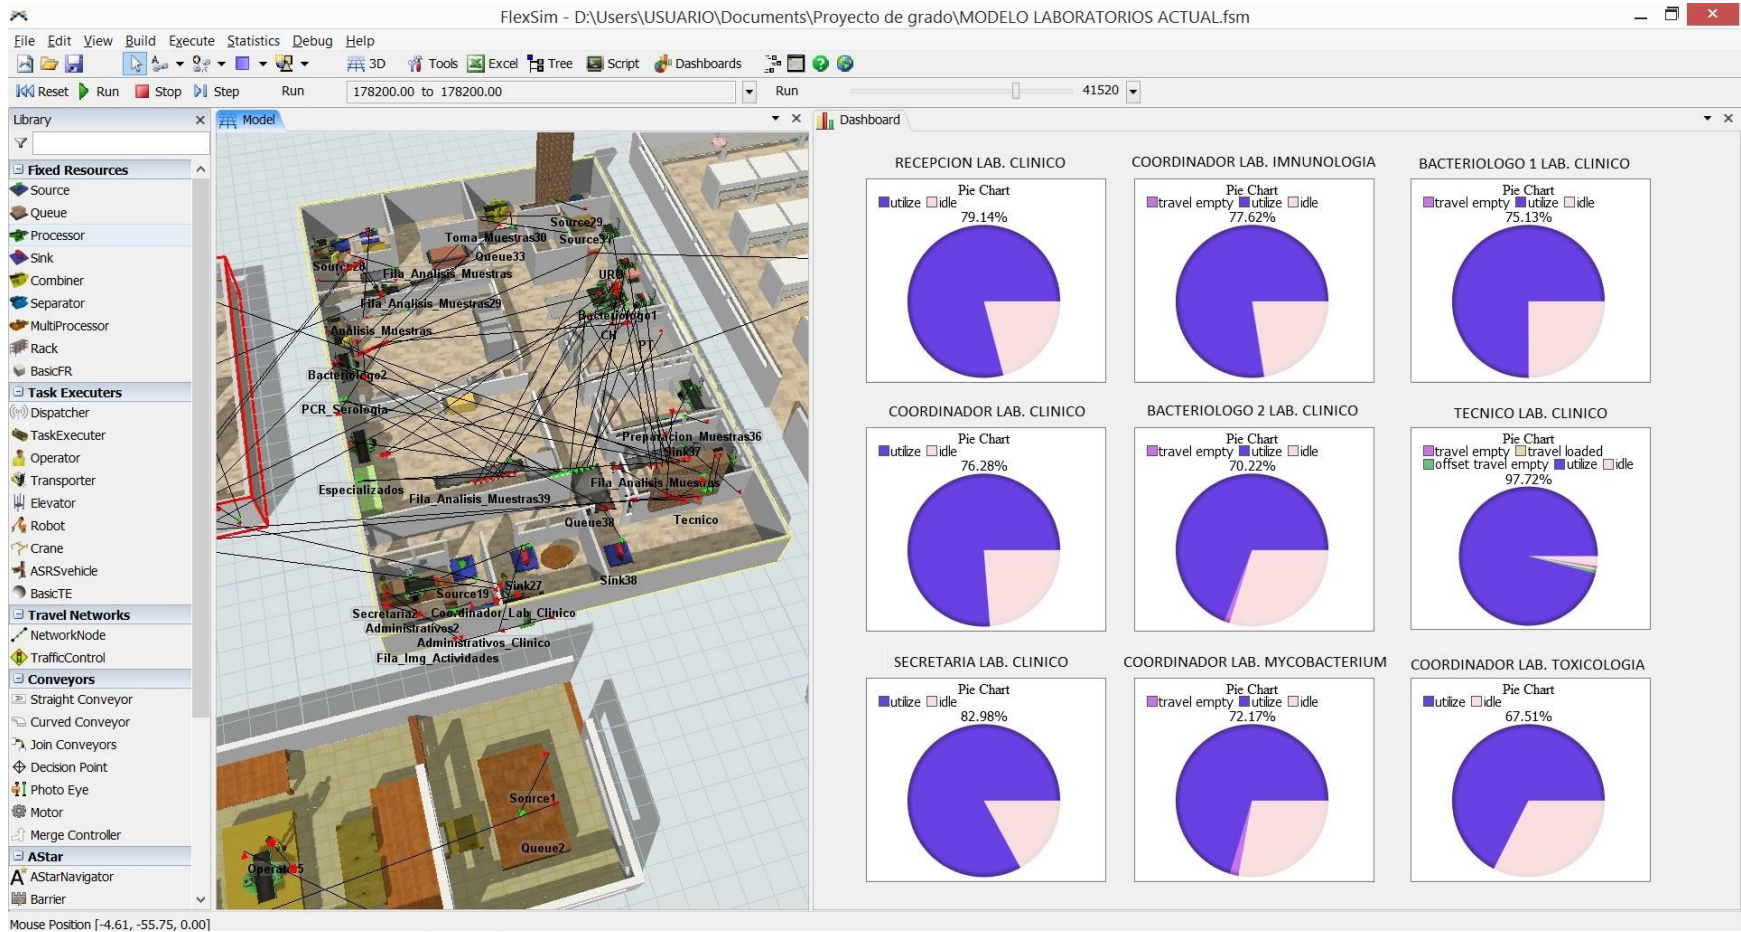 FlexSim - D:\Users\USUARIO\Documents\Proyecto de grado\MODELO LABORATORIOS ACTUAL.fsm
File Edit View Build Execute Statistics Debug Help
3D Tools Excel Tree Script Dashboards
Reset Run Stop Step Run 178200.00 to 178200.00 Run 41520
Library
Fixed Resources
Source
Queue
Processor
Sink
Combiner
Separator
MultiProcessor
Rack
BasicFR
Task Executers
Dispatcher
TaskExecuter
Operator
Transporter
Elevator
Robot
Crane
ASRSvehicle
BasicTE
Travel Networks
NetworkNode
TrafficControl
Conveyors
Straight Conveyor
Curved Conveyor
Join Conveyors
Decision Point
Photo Eye
Motor
Merge Controller
AStar
AStarNavigator
Barrier
Model
Source29
Toma_Muestras30
Queue33
Fila_Analisis_Muestras
Fila_Analisis_Muestras29
Analisis_Muestras
Bacteriologo1
CH
PT
Bacteriologo2
PCR_Serologia
Preparacion_Muestras36
Sink37
Especializados
Fila_Analisis_Muestras39
Fila_Analisis_Muestras
Queue38
Tecnico
Sink38
Source19
Sink27
Secretaria2
Coordinador_Lab_Clinico
Administrativos2
Administrativos_Clinico
Fila_Img_Actividades
Source1
Queue2
Dashboard
RECEPCION LAB. CLINICO
Pie Chart
utilize idle
79.14%
COORDINADOR LAB. IMNUNOLOGIA
Pie Chart
travel empty utilize idle
77.62%
BACTERIOLOGO 1 LAB. CLINICO
Pie Chart
travel empty utilize idle
75.13%
COORDINADOR LAB. CLINICO
Pie Chart
utilize idle
76.28%
BACTERIOLOGO 2 LAB. CLINICO
Pie Chart
travel empty utilize idle
70.22%
TECNICO LAB. CLINICO
Pie Chart
travel empty travel loaded
offset travel empty utilize idle
97.72%
SECRETARIA LAB. CLINICO
Pie Chart
utilize idle
82.98%
COORDINADOR LAB. MYCOBACTERIUM
Pie Chart
travel empty utilize idle
72.17%
COORDINADOR LAB. TOXICOLOGIA
Pie Chart
utilize idle
67.51%
Mouse Position [-4.61, -55.75, 0.00]